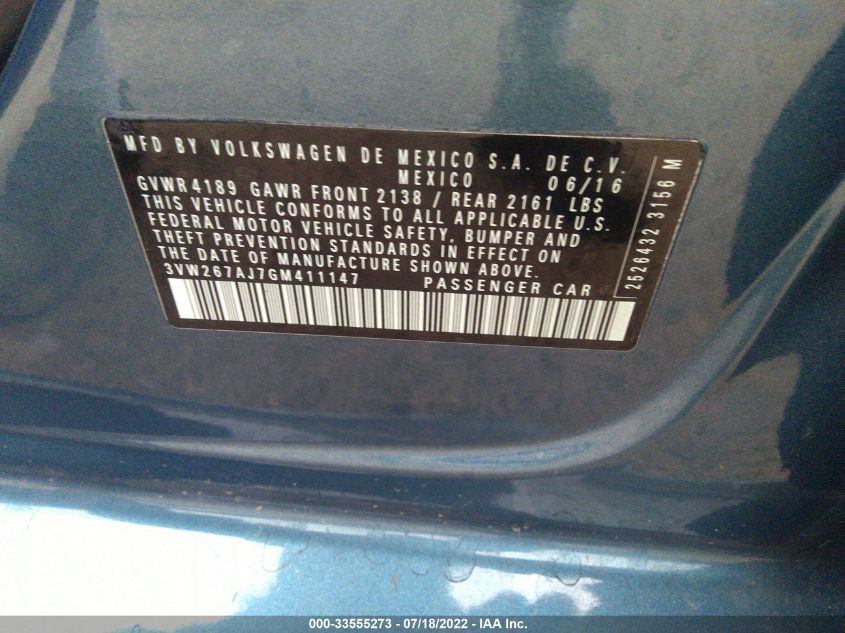 MFD BY VOLKSWAGEN DE MEXICO S.A. DE C.V.
MEXICO 06/16
GVWR 4189 GAWR FRONT 2138 / REAR 2161 LBS
THIS VEHICLE CONFORMS TO ALL APPLICABLE U.S.
FEDERAL MOTOR VEHICLE SAFETY, BUMPER AND
THEFT PREVENTION STANDARDS IN EFFECT ON
THE DATE OF MANUFACTURE SHOWN ABOVE.
3VW267AJ7GM411147 PASSENGER CAR
2526432 3156 M
000-33555273 - 07/18/2022 - IAA Inc.